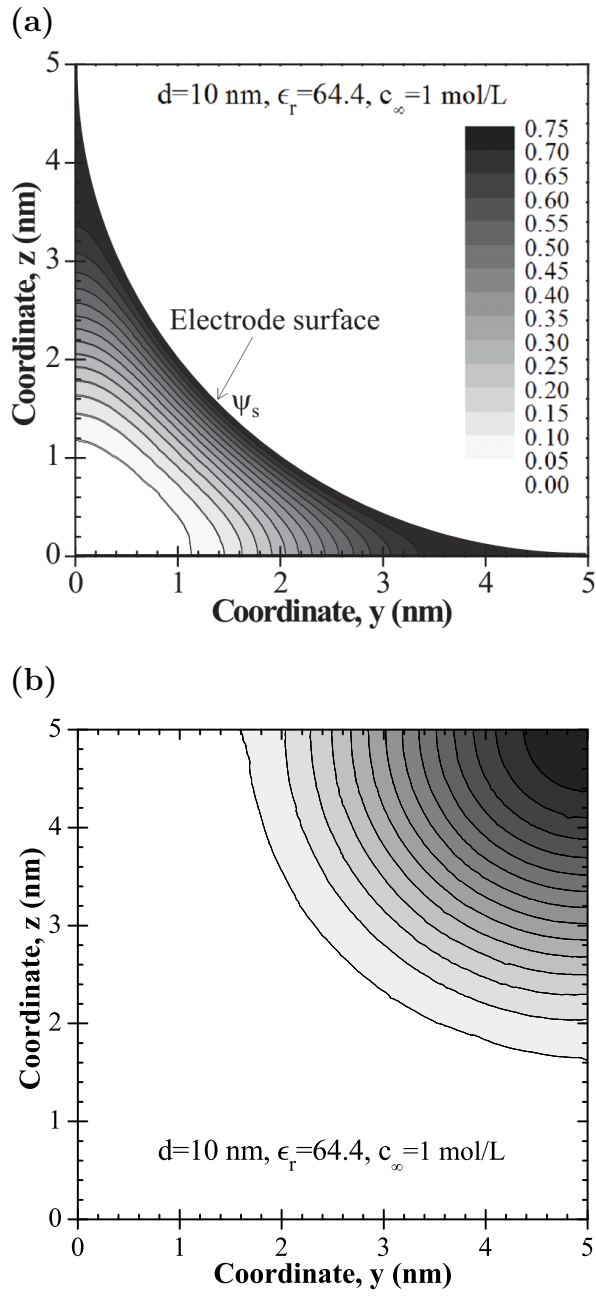 (a)
5
d=10 nm, ϵr=64.4, c∞=1 mol/L
0.75
0.70
4
0.65
0.60
0.55
3
0.50
0.45
0.40
Electrode surface
0.35
2
0.30
0.25
ψs
0.20
1
0.15
0.10
0.05
0.00
0
0 1 2 3 4 5
Coordinate, z (nm)
Coordinate, y (nm)
(b)
5
4
3
2
1
d=10 nm, ϵr=64.4, c∞=1 mol/L
0
0 1 2 3 4 5
Coordinate, z (nm)
Coordinate, y (nm)